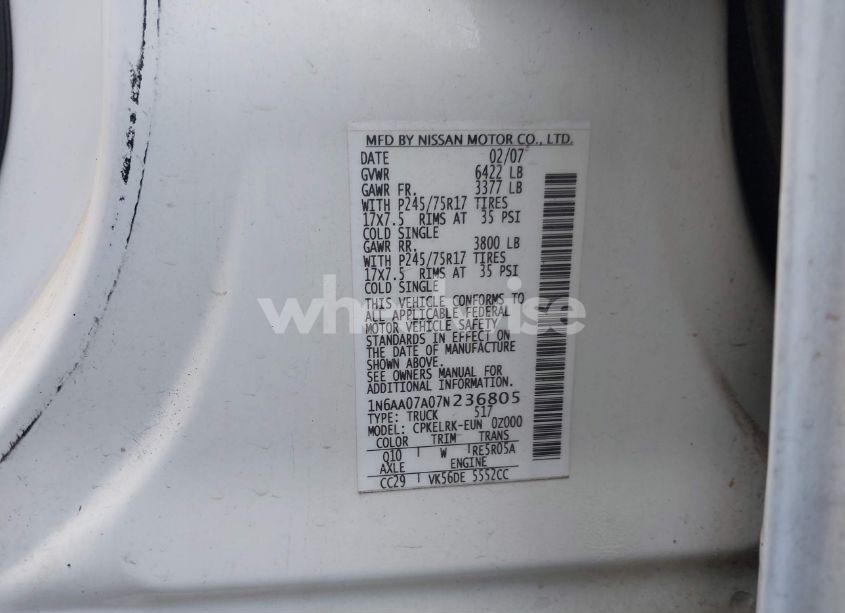 MFD BY NISSAN MOTOR CO., LTD.
DATE 02/07
GVWR 6422 LB
GAWR FR. 3377 LB
WITH P245/75R17 TIRES
17X7.5 RIMS AT 35 PSI
COLD SINGLE
GAWR RR. 3800 LB
WITH P245/75R17 TIRES
17X7.5 RIMS AT 35 PSI
COLD SINGLE
THIS VEHICLE CONFORMS TO
ALL APPLICABLE FEDERAL
MOTOR VEHICLE SAFETY
STANDARDS IN EFFECT ON
THE DATE OF MANUFACTURE
SHOWN ABOVE.
SEE OWNERS MANUAL FOR
ADDITIONAL INFORMATION.
1N6AA07A07N236805
TYPE: TRUCK 517
MODEL: CPKELRK-EUN 0Z000
COLOR TRIM TRANS
Q10 W RE5R05A
AXLE ENGINE
CC29 VK56DE 5552CC
wheelwise